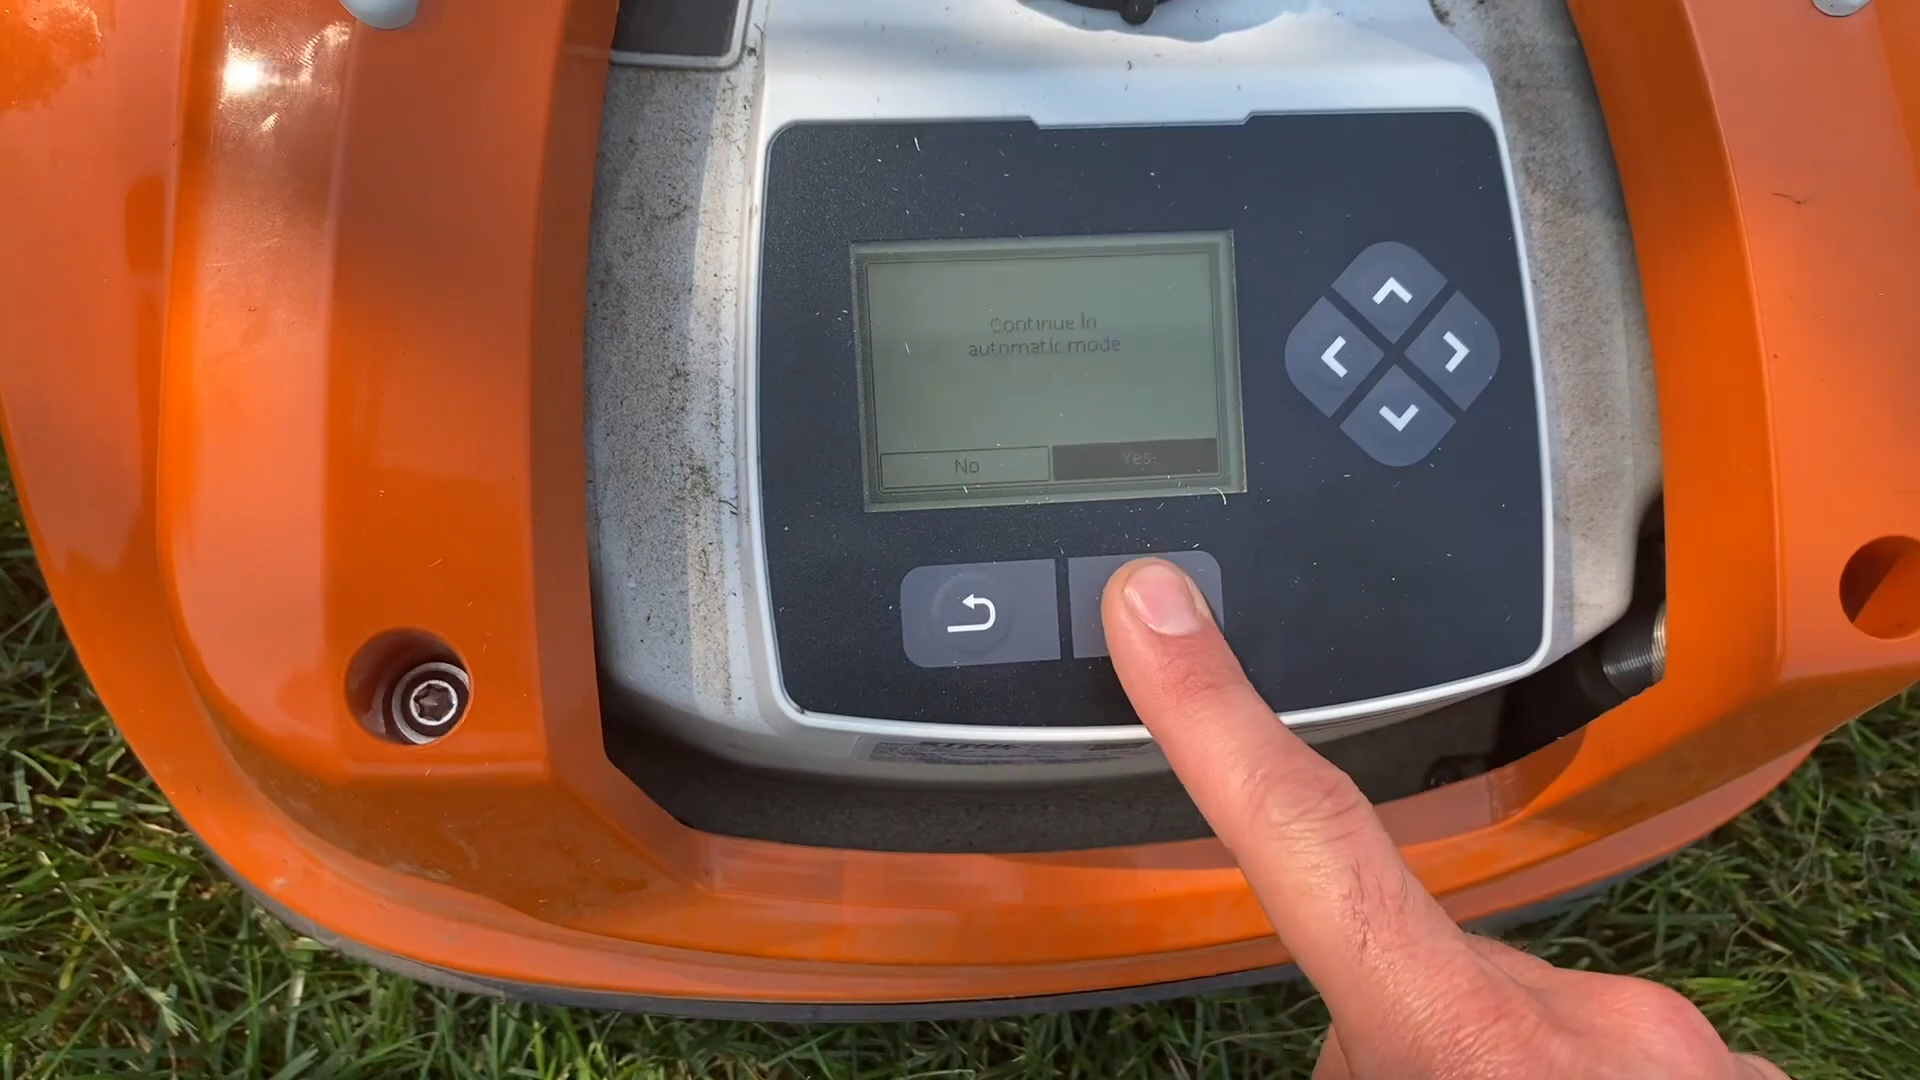 Continue in
automatic mode
No
Yes